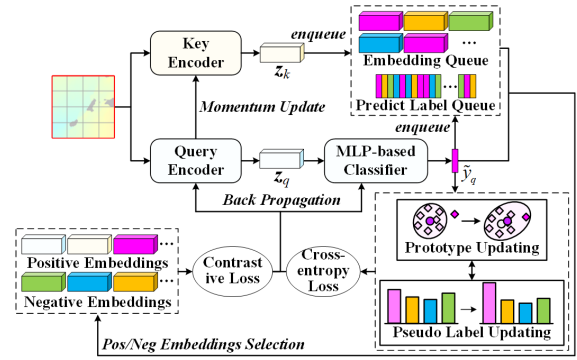 Key
Encoder
z_k
enqueue
Embedding Queue
Predict Label Queue
Momentum Update
enqueue
Query
Encoder
z_q
MLP-based
Classifier
ỹ_q
Back Propagation
Prototype Updating
Positive Embeddings
Negative Embeddings
Contrast
ive Loss
Cross-
entropy
Loss
Pseudo Label Updating
Pos/Neg Embeddings Selection